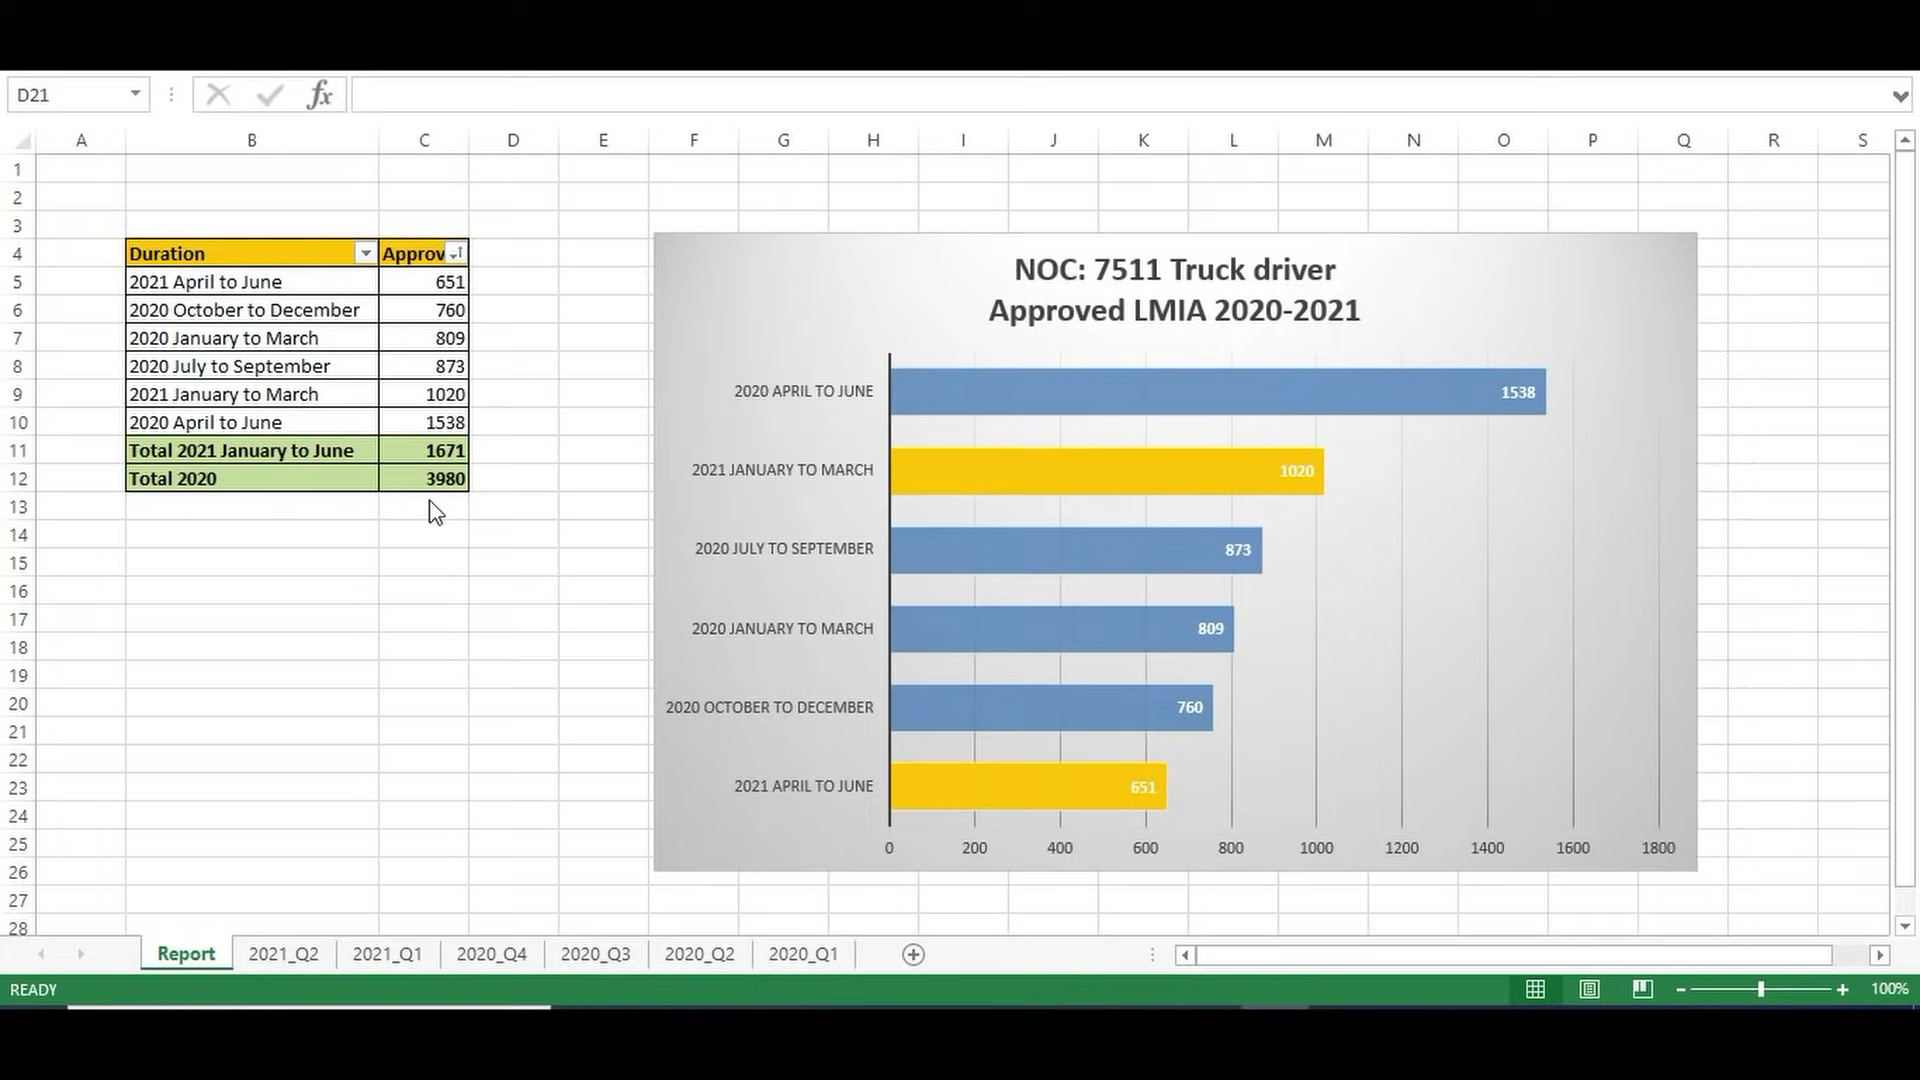 D21
fx
A B C D E F G H I J K L M N O P Q R S
1
2
3
4 Duration Approv
5 2021 April to June 651
6 2020 October to December 760
7 2020 January to March 809
8 2020 July to September 873
9 2021 January to March 1020
10 2020 April to June 1538
11 Total 2021 January to June 1671
12 Total 2020 3980
13
14
15
16
17
18
19
20
21
22
23
24
25
26
27
28
NOC: 7511 Truck driver
Approved LMIA 2020-2021
2020 APRIL TO JUNE 1538
2021 JANUARY TO MARCH 1020
2020 JULY TO SEPTEMBER 873
2020 JANUARY TO MARCH 809
2020 OCTOBER TO DECEMBER 760
2021 APRIL TO JUNE 651
0 200 400 600 800 1000 1200 1400 1600 1800
Report 2021_Q2 2021_Q1 2020_Q4 2020_Q3 2020_Q2 2020_Q1
READY 100%